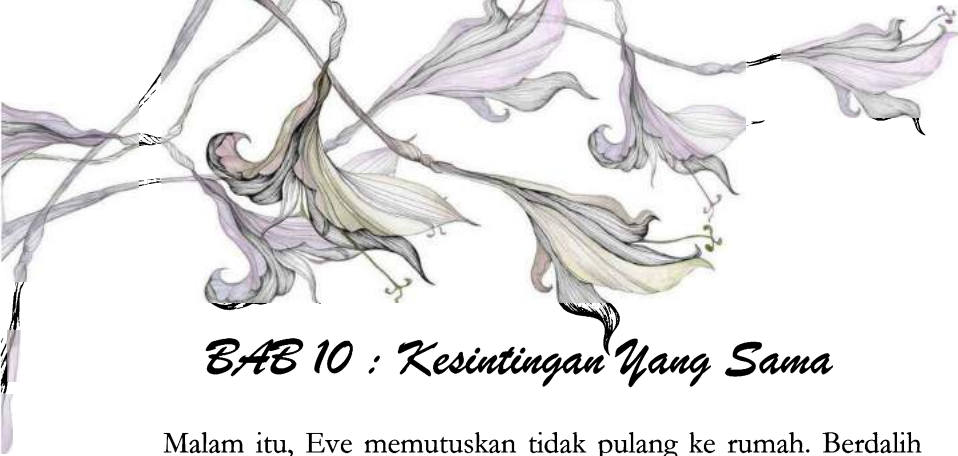 BAB 10 : Kesintingan Yang Sama
Malam itu, Eve memutuskan tidak pulang ke rumah. Berdalih